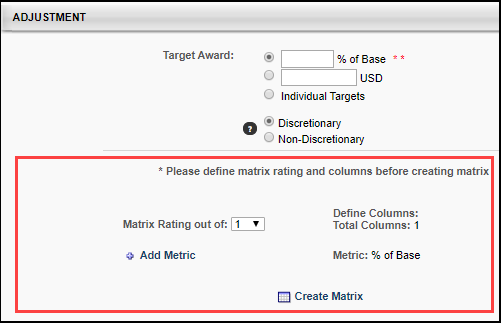 ADJUSTMENT
Target Award: % of Base * *
USD
Individual Targets
? Discretionary
Non-Discretionary
* Please define matrix rating and columns before creating matrix
Matrix Rating out of: 1
Define Columns:
Total Columns: 1
Add Metric
Metric: % of Base
Create Matrix